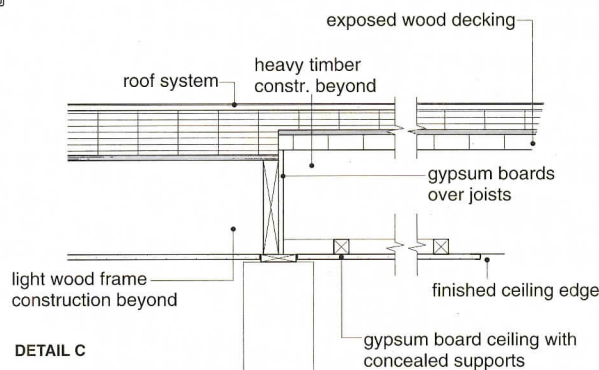 exposed wood decking
heavy timber
constr. beyond
roof system
gypsum boards
over joists
light wood frame
construction beyond
finished ceiling edge
gypsum board ceiling with
concealed supports
DETAIL C